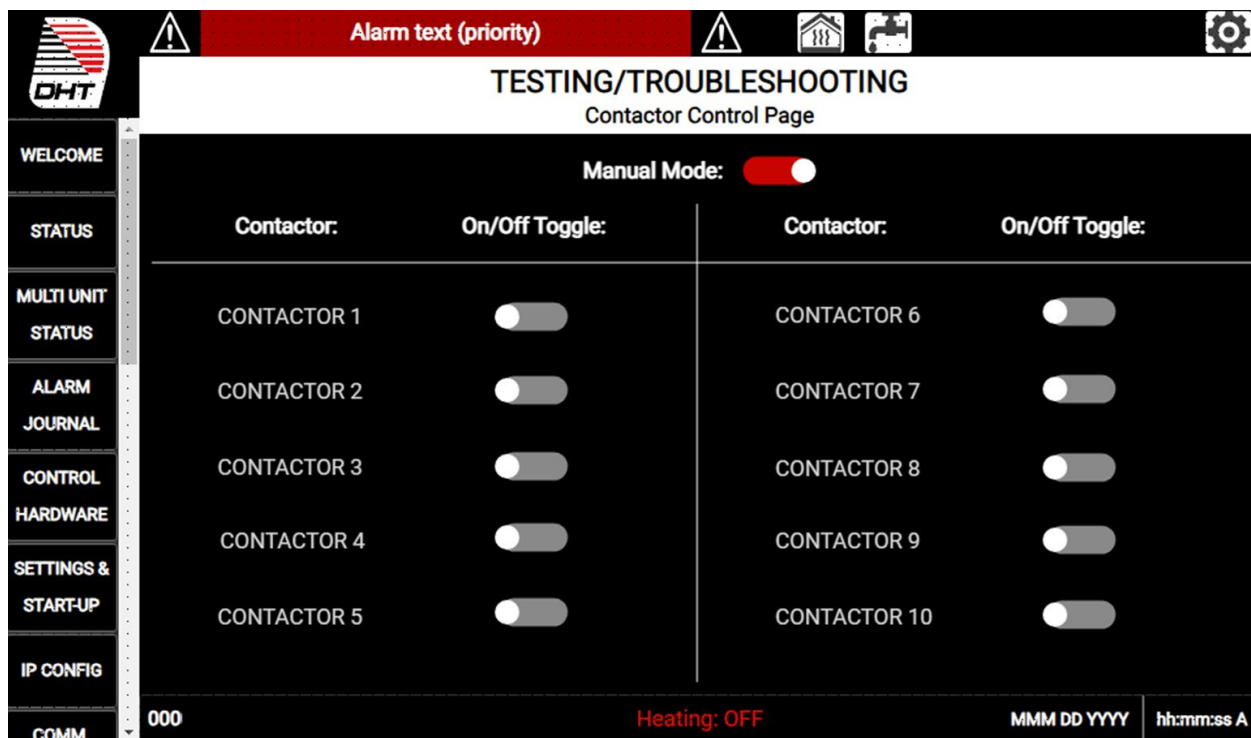 DHT
Alarm text (priority)
TESTING/TROUBLESHOOTING
Contactor Control Page
WELCOME
STATUS
MULTI UNIT
STATUS
ALARM
JOURNAL
CONTROL
HARDWARE
SETTINGS &
START-UP
IP CONFIG
COMM
Manual Mode:
Contactor: On/Off Toggle: Contactor: On/Off Toggle:
CONTACTOR 1 CONTACTOR 6
CONTACTOR 2 CONTACTOR 7
CONTACTOR 3 CONTACTOR 8
CONTACTOR 4 CONTACTOR 9
CONTACTOR 5 CONTACTOR 10
000 Heating: OFF MMM DD YYYY hh:mm:ss A